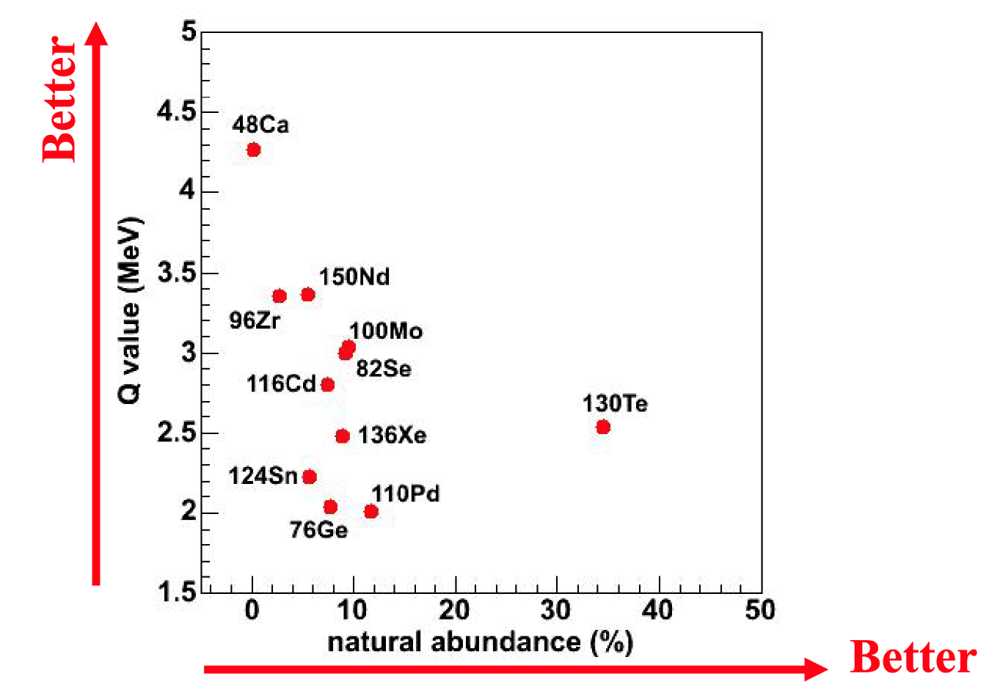 Better
5
4.5
4
3.5
3
2.5
2
1.5
Q value (MeV)
48Ca
150Nd
96Zr
100Mo
82Se
116Cd
130Te
136Xe
124Sn
110Pd
76Ge
0 10 20 30 40 50
natural abundance (%)
Better